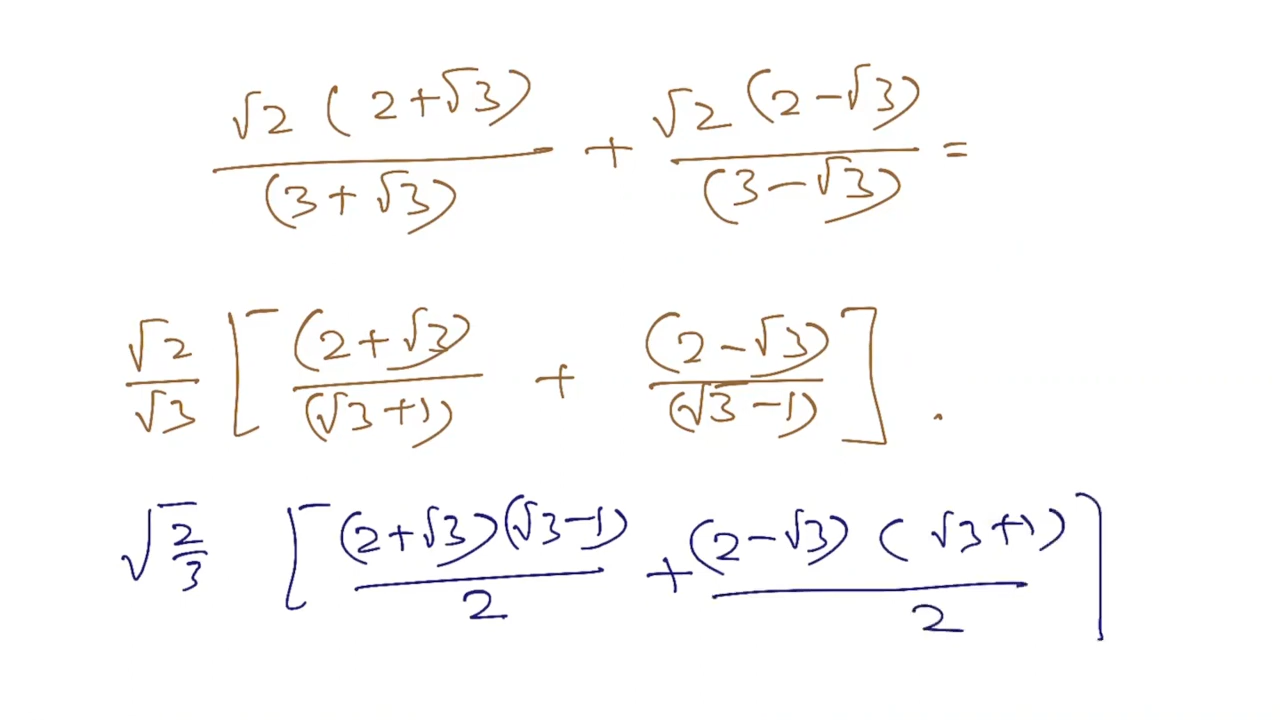 √2 (2+√3)/(3+√3) + √2 (2-√3)/(3-√3) =
√2/√3 [(2+√3)/(√3+1) + (2-√3)/(√3-1)] .
√(2/3) [(2+√3)(√3-1)/2 + (2-√3)(√3+1)/2]